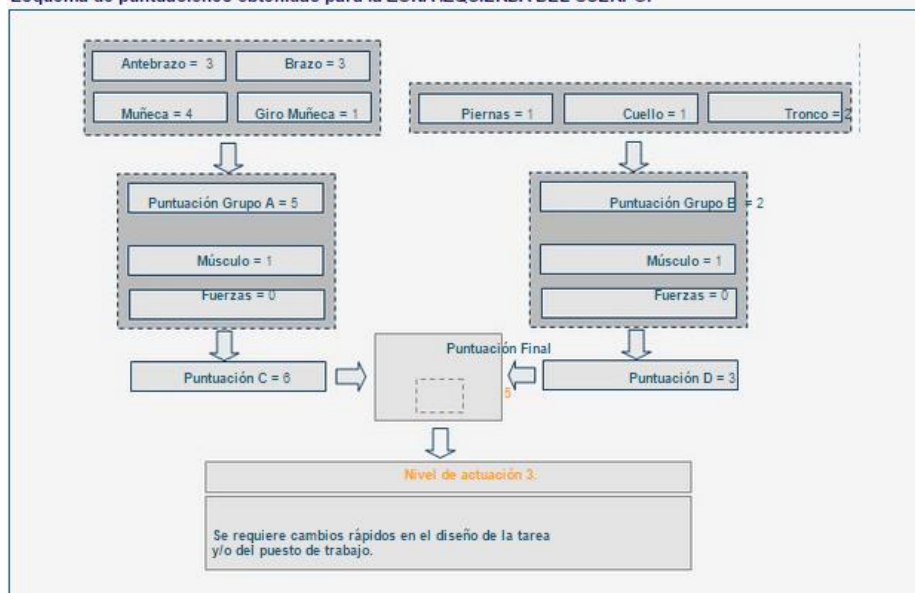 Antebrazo = 3
Brazo = 3
Muñeca = 4
Giro Muñeca = 1
Piernas = 1
Cuello = 1
Tronco = 2
Puntuación Grupo A = 5
Músculo = 1
Fuerzas = 0
Puntuación Grupo B = 2
Músculo = 1
Fuerzas = 0
Puntuación C = 6
Puntuación Final
5
Puntuación D = 3
Nivel de actuación 3.
Se requiere cambios rápidos en el diseño de la tarea
y/o del puesto de trabajo.